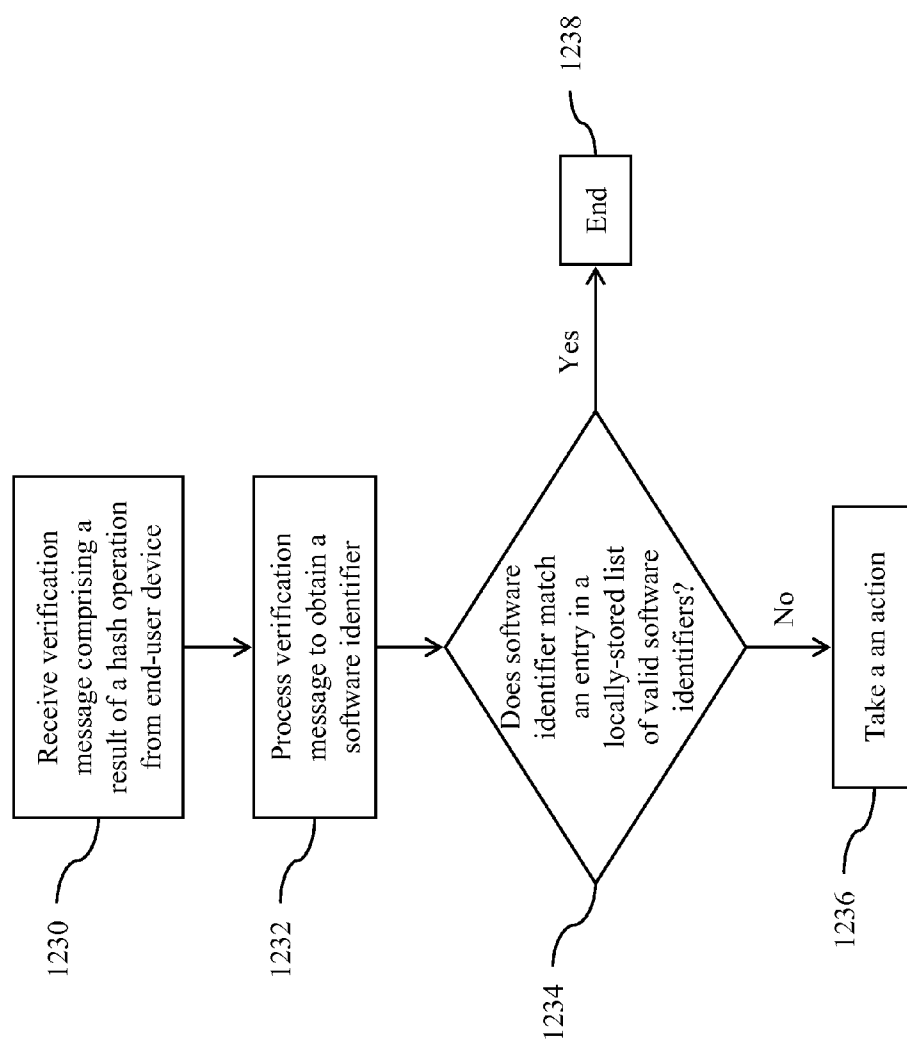 1230
Receive verification
message comprising a
result of a hash operation
from end-user device
1232
Process verification
message to obtain a
software identifier
1234
Does software
identifier match
an entry in a
locally-stored list
of valid software
identifiers?
Yes
End
1238
No
1236
Take a an action